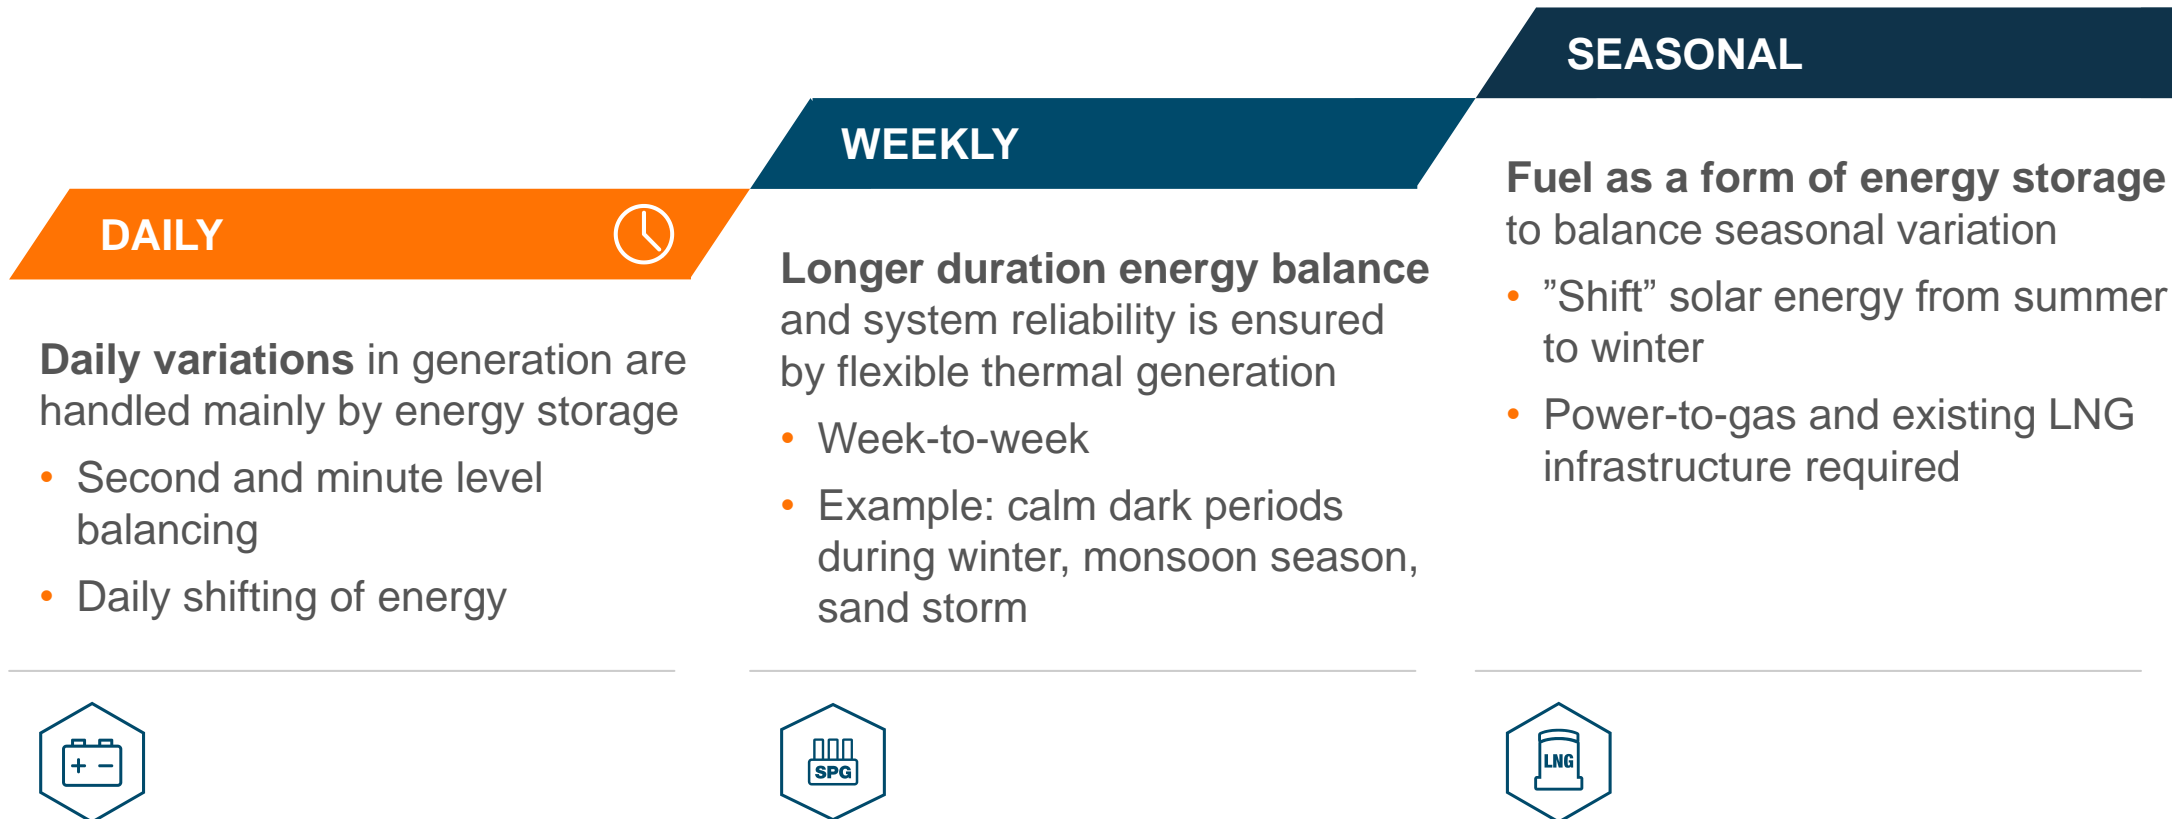 DAILY
Daily variations in generation are
handled mainly by energy storage
• Second and minute level
balancing
• Daily shifting of energy
WEEKLY
Longer duration energy balance
and system reliability is ensured
by flexible thermal generation
• Week-to-week
• Example: calm dark periods
during winter, monsoon season,
sand storm
SPG
SEASONAL
Fuel as a form of energy storage
to balance seasonal variation
• ”Shift” solar energy from summer
to winter
• Power-to-gas and existing LNG
infrastructure required
LNG